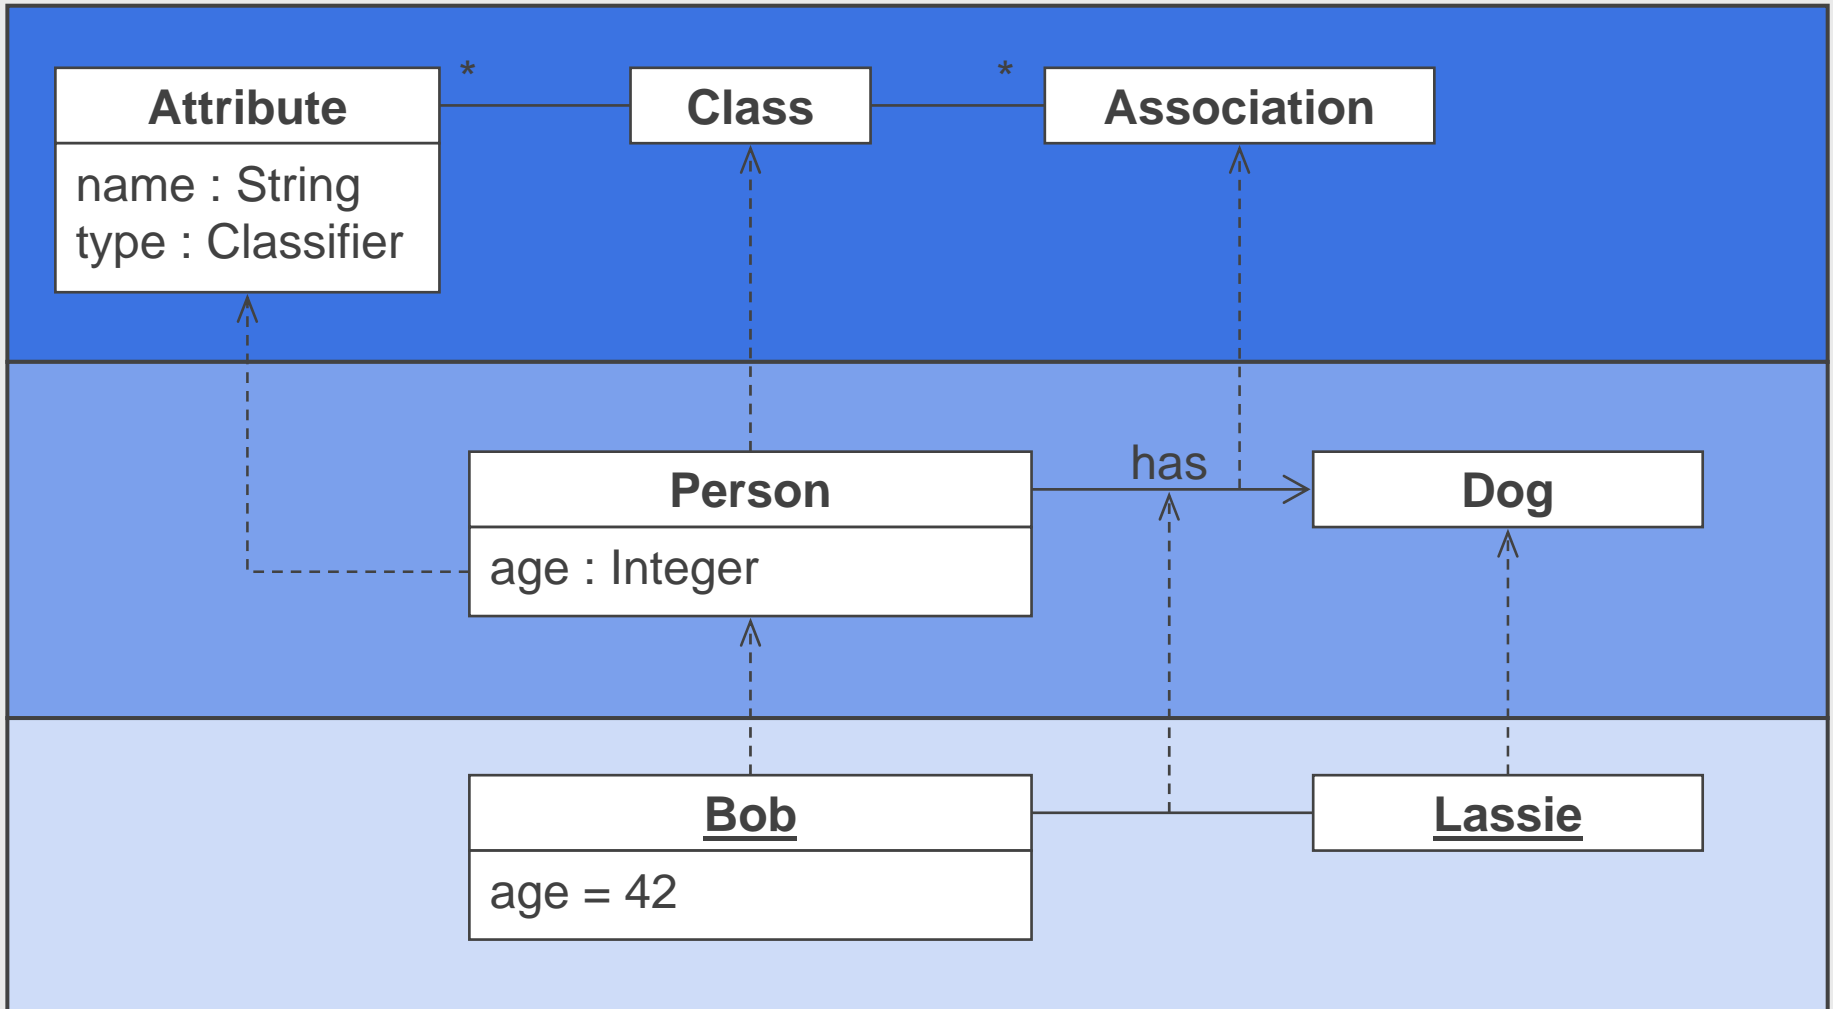 * *
Attribute Class Association
name : String
type : Classifier
has
Person Dog
age : Integer
Bob Lassie
age = 42